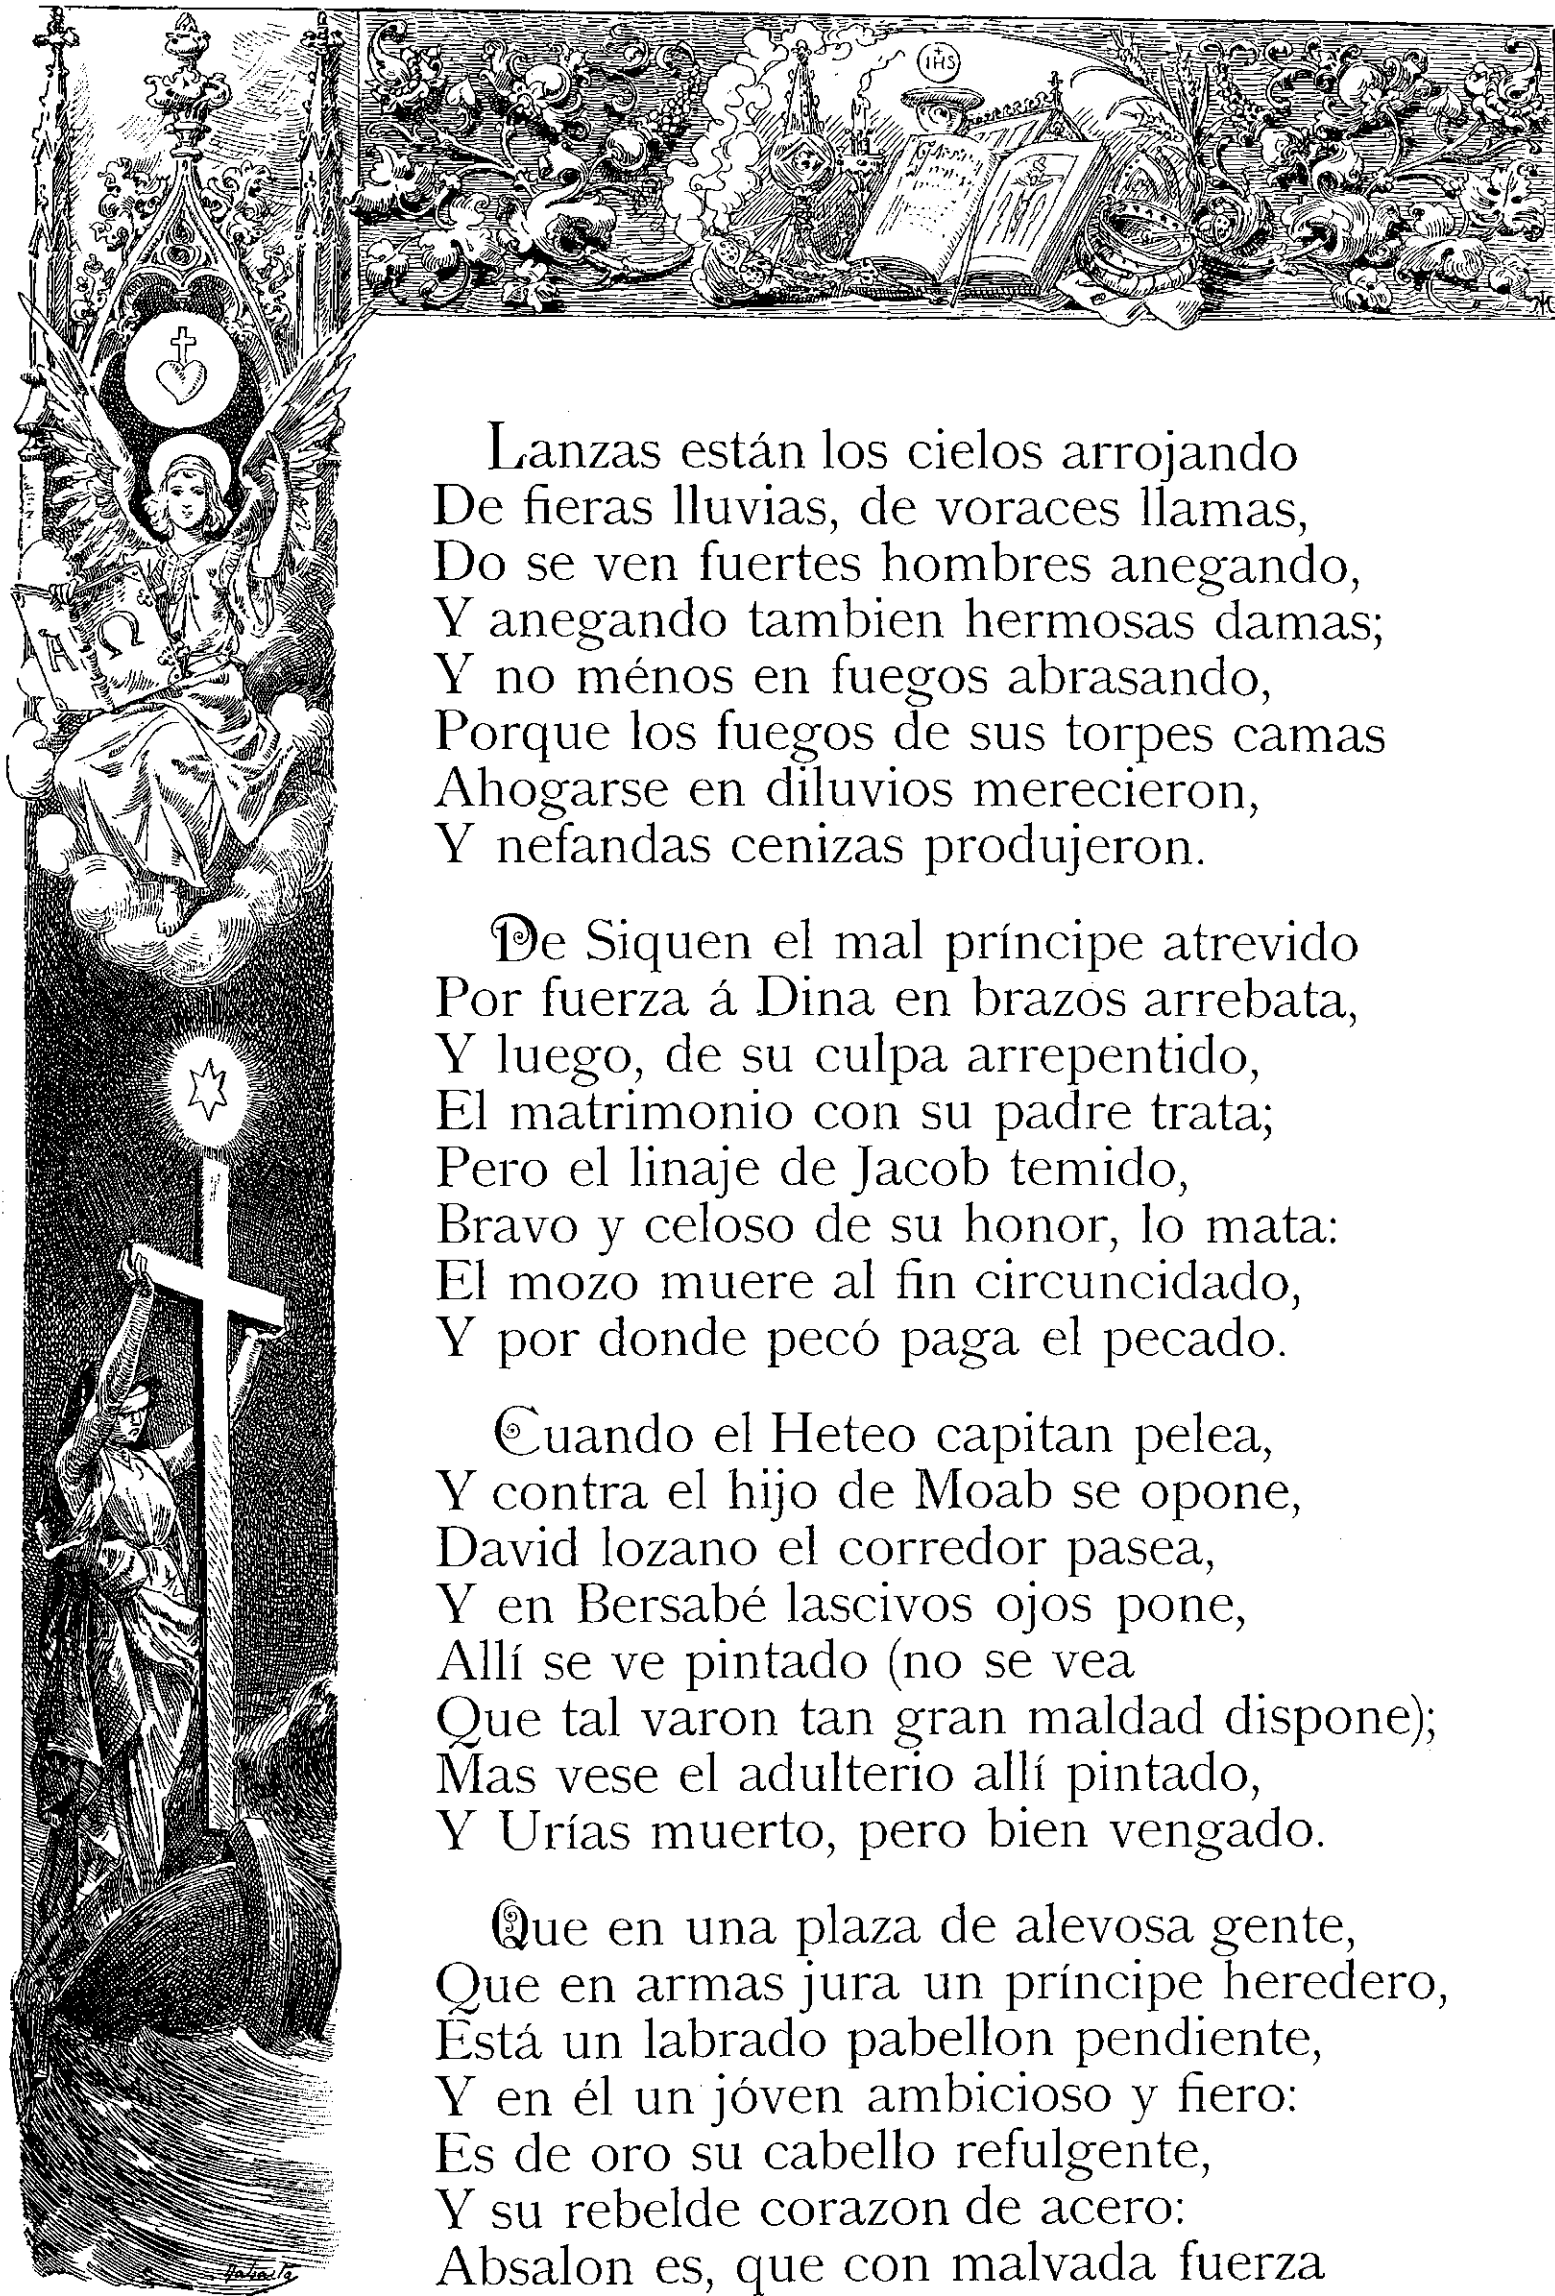 IHS
A Ω
Lanzas están los cielos arrojando
De fieras lluvias, de voraces llamas,
Do se ven fuertes hombres anegando,
Y anegando tambien hermosas damas;
Y no ménos en fuegos abrasando,
Porque los fuegos de sus torpes camas
Ahogarse en diluvios merecieron,
Y nefandas cenizas produjeron.
De Siquen el mal príncipe atrevido
Por fuerza á Dina en brazos arrebata,
Y luego, de su culpa arrepentido,
El matrimonio con su padre trata;
Pero el linaje de Jacob temido,
Bravo y celoso de su honor, lo mata:
El mozo muere al fin circuncidado,
Y por donde pecó paga el pecado.
Cuando el Heteo capitan pelea,
Y contra el hijo de Moab se opone,
David lozano el corredor pasea,
Y en Bersabé lascivos ojos pone,
Allí se ve pintado (no se vea
Que tal varon tan gran maldad dispone);
Mas vese el adulterio allí pintado,
Y Urías muerto, pero bien vengado.
Que en una plaza de alevosa gente,
Que en armas jura un príncipe heredero,
Está un labrado pabellon pendiente,
Y en él un jóven ambicioso y fiero:
Es de oro su cabello refulgente,
Y su rebelde corazon de acero:
Absalon es, que con malvada fuerza